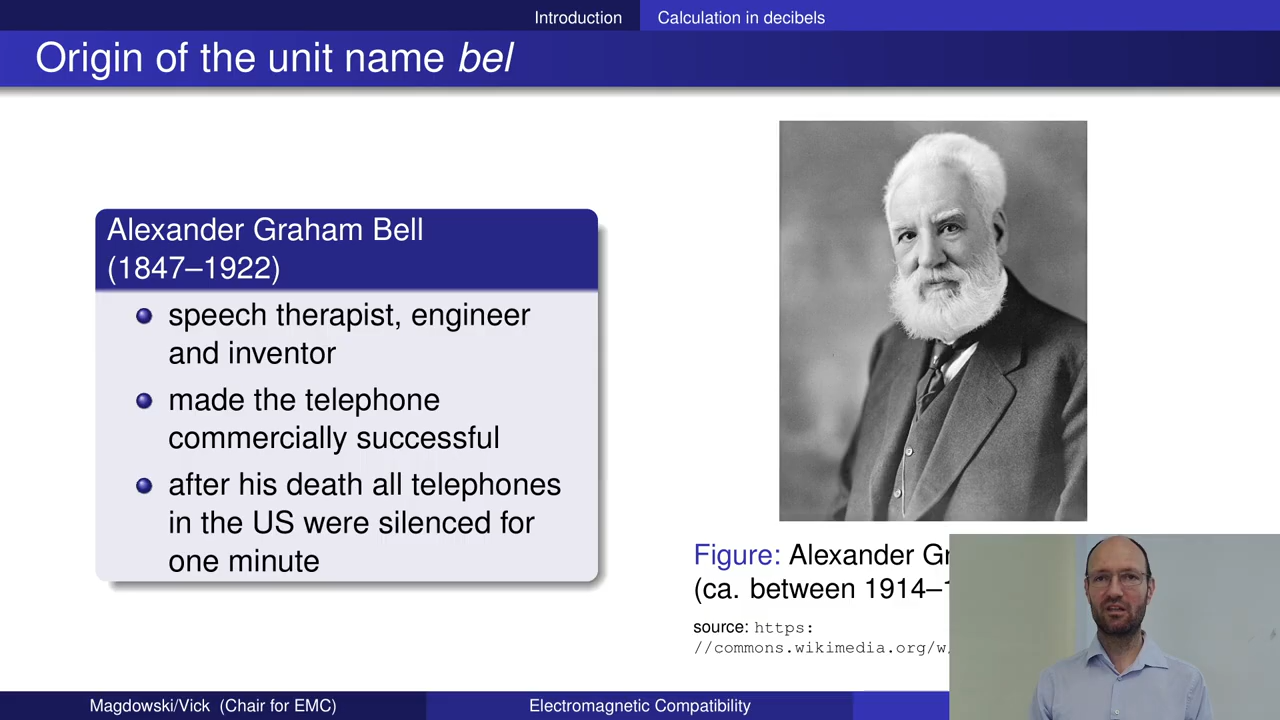 Introduction
Calculation in decibels
Origin of the unit name bel
Alexander Graham Bell
(1847–1922)
speech therapist, engineer
and inventor
made the telephone
commercially successful
after his death all telephones
in the US were silenced for
one minute
Figure: Alexander
(ca. between 1914–
source: https:
//commons.wikimedia.org/w
Magdowski/Vick (Chair for EMC)
Electromagnetic Compatibility